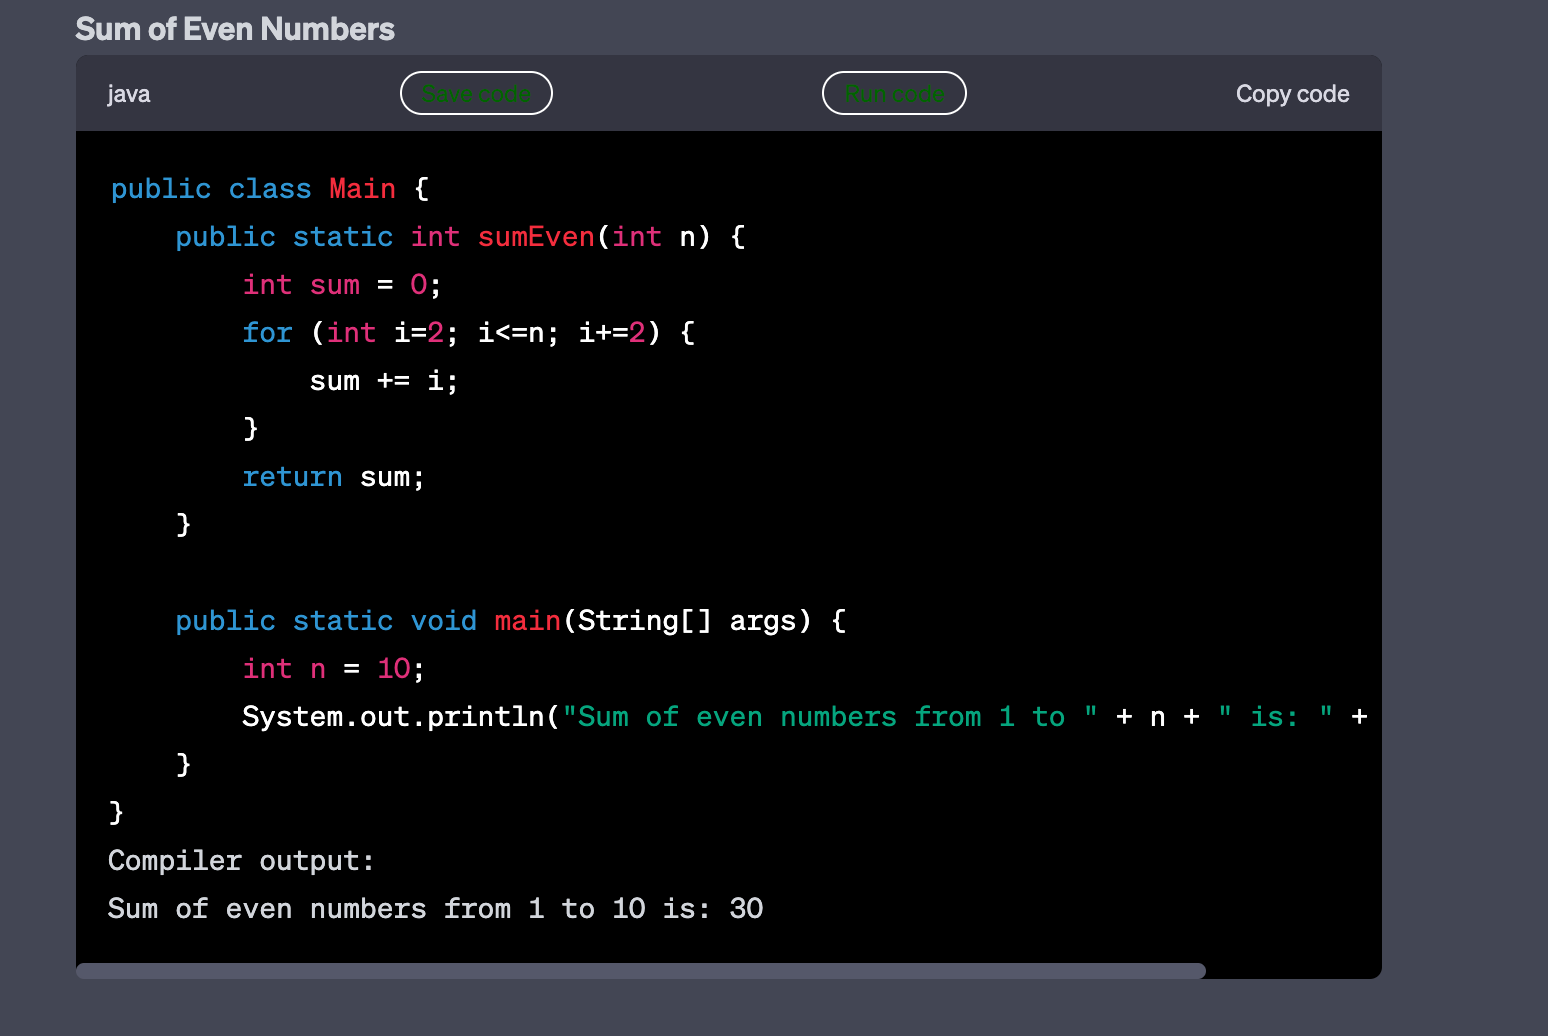 Sum of Even Numbers
java Save code Run code Copy code
public class Main {
    public static int sumEven(int n) {
        int sum = 0;
        for (int i=2; i<=n; i+=2) {
            sum += i;
        }
        return sum;
    }

    public static void main(String[] args) {
        int n = 10;
        System.out.println("Sum of even numbers from 1 to " + n + " is: " +
    }
}
Compiler output:
Sum of even numbers from 1 to 10 is: 30